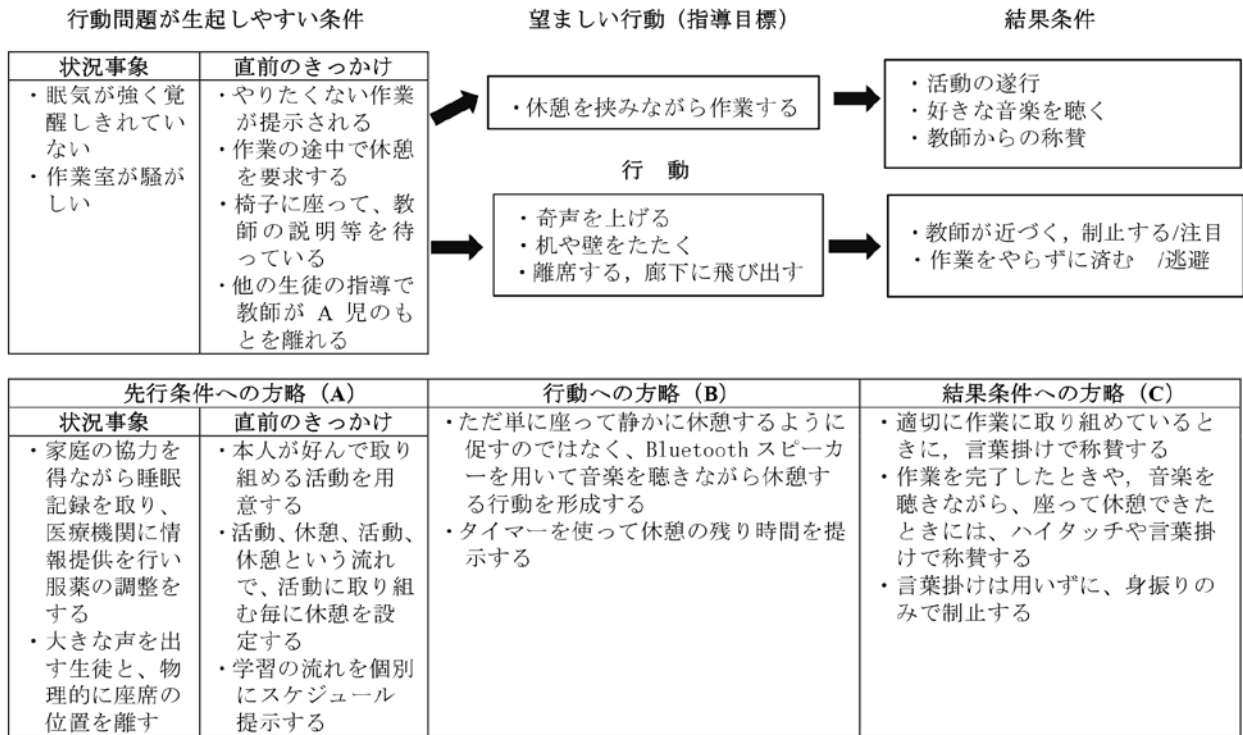 行動問題が生起しやすい条件
望ましい行動（指導目標）
結果条件
状況事象
・眠気が強く覚
醒しきれてい
ない
・作業室が騒が
しい
直前のきっかけ
・やりたくない作業
が提示される
・作業の途中で休憩
を要求する
・椅子に座って、教
師の説明等を待
っている
・他の生徒の指導で
教師が A 児のも
とを離れる
・休憩を挟みながら作業する
・活動の遂行
・好きな音楽を聴く
・教師からの称賛
行　動
・奇声を上げる
・机や壁をたたく
・離席する，廊下に飛び出す
・教師が近づく，制止する/注目
・作業をやらずに済む　/逃避
先行条件への方略（A）
状況事象
・家庭の協力を
得ながら睡眠
記録を取り、
医療機関に情
報提供を行い
服薬の調整を
する
・大きな声を出
す生徒と、物
理的に座席の
位置を離す
直前のきっかけ
・本人が好んで取り
組める活動を用
意する
・活動、休憩、活動、
休憩という流れ
で、活動に取り組
む毎に休憩を設
定する
・学習の流れを個別
にスケジュール
提示する
行動への方略（B）
・ただ単に座って静かに休憩するように
促すのではなく、Bluetooth スピーカ
ーを用いて音楽を聴きながら休憩す
る行動を形成する
・タイマーを使って休憩の残り時間を提
示する
結果条件への方略（C）
・適切に作業に取り組めていると
きに，言葉掛けで称賛する
・作業を完了したときや，音楽を
聴きながら、座って休憩できた
ときには、ハイタッチや言葉掛
けで称賛する
・言葉掛けは用いずに、身振りの
みで制止する